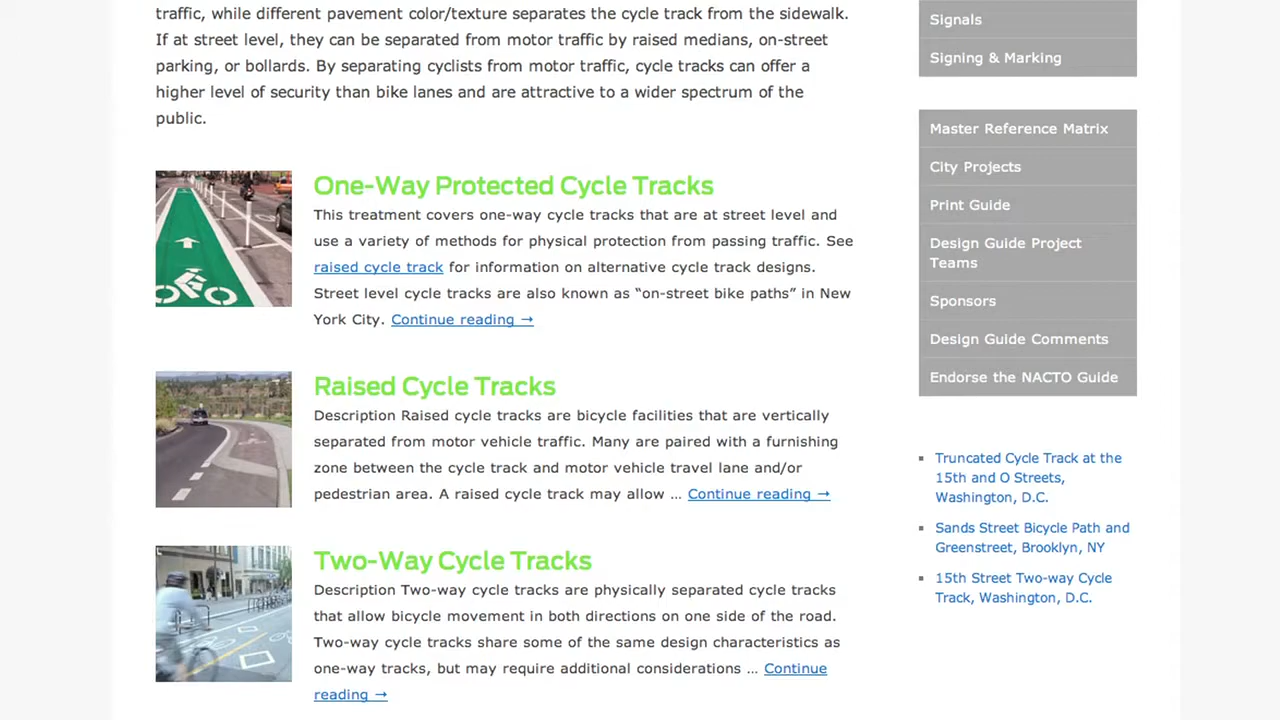 traffic, while different pavement color/texture separates the cycle track from the sidewalk.
If at street level, they can be separated from motor traffic by raised medians, on-street
parking, or bollards. By separating cyclists from motor traffic, cycle tracks can offer a
higher level of security than bike lanes and are attractive to a wider spectrum of the
public.
One-Way Protected Cycle Tracks
This treatment covers one-way cycle tracks that are at street level and
use a variety of methods for physical protection from passing traffic. See
raised cycle track for information on alternative cycle track designs.
Street level cycle tracks are also known as “on-street bike paths” in New
York City. Continue reading →
Raised Cycle Tracks
Description Raised cycle tracks are bicycle facilities that are vertically
separated from motor vehicle traffic. Many are paired with a furnishing
zone between the cycle track and motor vehicle travel lane and/or
pedestrian area. A raised cycle track may allow ... Continue reading →
Two-Way Cycle Tracks
Description Two-way cycle tracks are physically separated cycle tracks
that allow bicycle movement in both directions on one side of the road.
Two-way cycle tracks share some of the same design characteristics as
one-way tracks, but may require additional considerations ... Continue
reading →
Signals
Signing & Marking
Master Reference Matrix
City Projects
Print Guide
Design Guide Project
Teams
Sponsors
Design Guide Comments
Endorse the NACTO Guide
Truncated Cycle Track at the
15th and O Streets,
Washington, D.C.
Sands Street Bicycle Path and
Greenstreet, Brooklyn, NY
15th Street Two-way Cycle
Track, Washington, D.C.